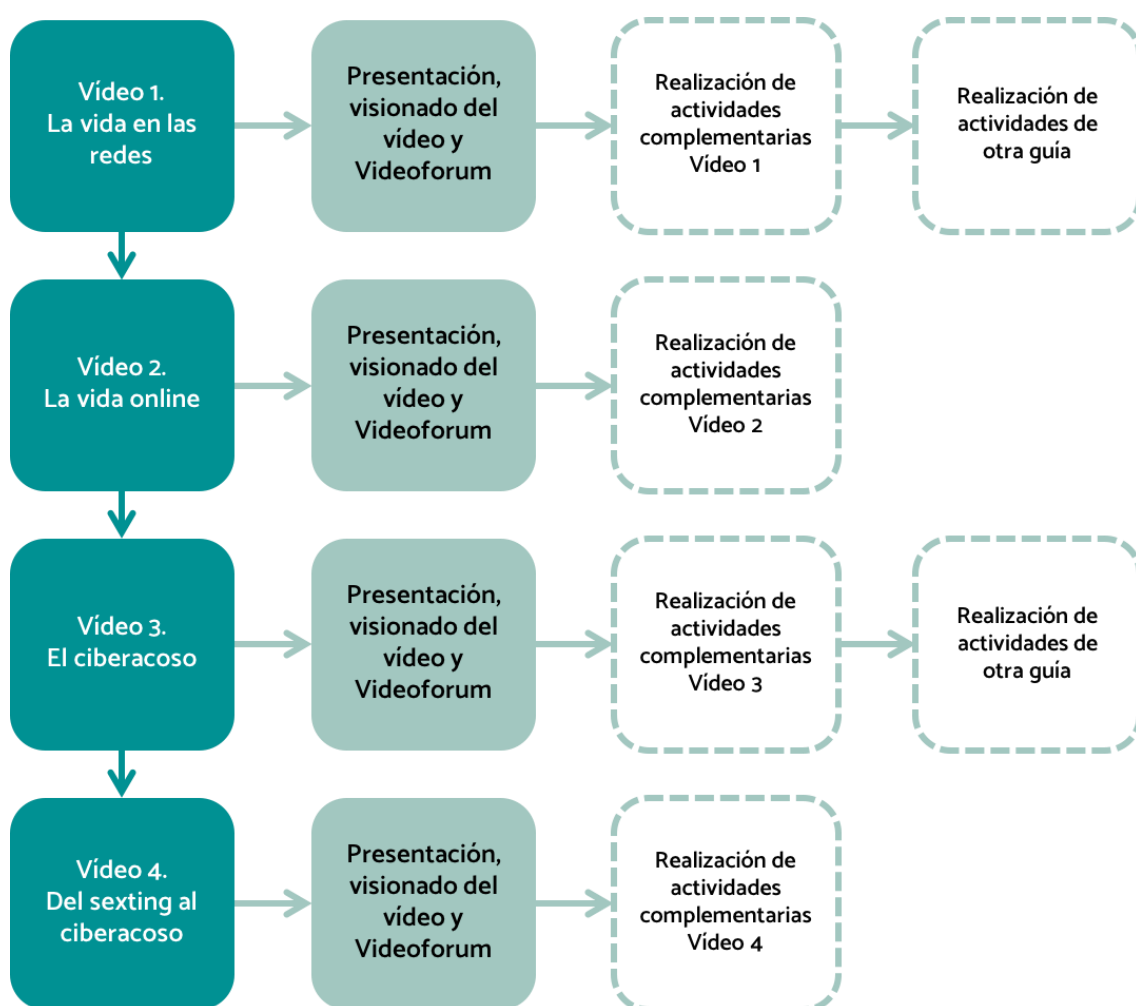 Vídeo 1.
La vida en las
redes
Presentación,
visionado del
vídeo y
Videoforum
Realización de
actividades
complementarias
Vídeo 1
Realización de
actividades de
otra guía
Vídeo 2.
La vida online
Presentación,
visionado del
vídeo y
Videoforum
Realización de
actividades
complementarias
Vídeo 2
Vídeo 3.
El ciberacoso
Presentación,
visionado del
vídeo y
Videoforum
Realización de
actividades
complementarias
Vídeo 3
Realización de
actividades de
otra guía
Vídeo 4.
Del sexting al
ciberacoso
Presentación,
visionado del
vídeo y
Videoforum
Realización de
actividades
complementarias
Vídeo 4